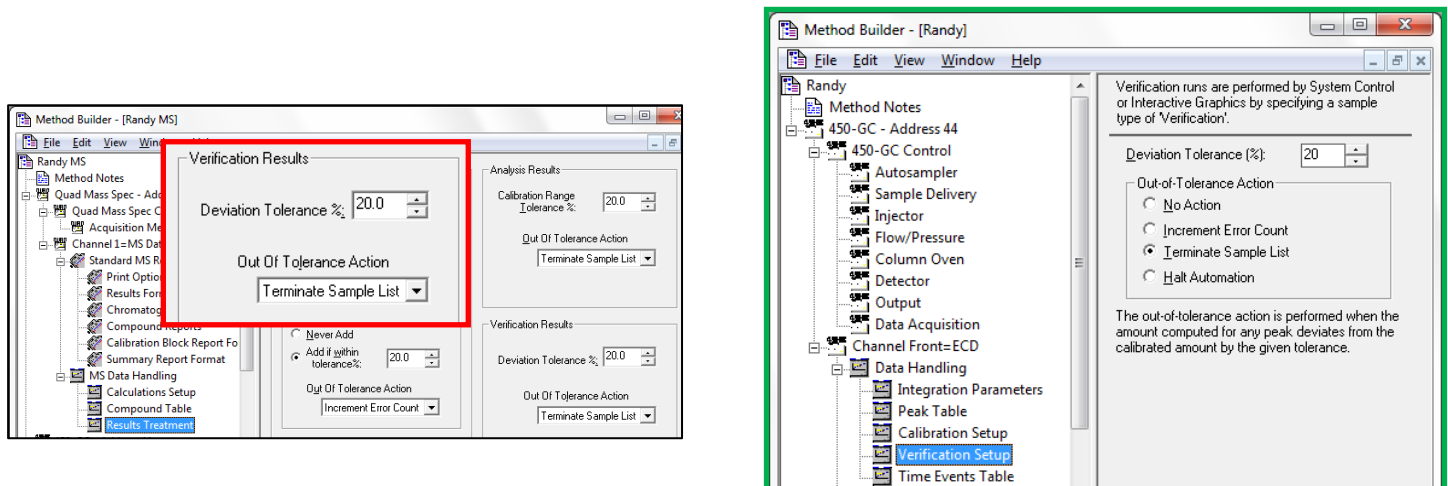 Method Builder - [Randy MS]
File Edit View
Randy MS
Method Notes
Quad Mass Spec - Add
Quad Mass Spec C
Acquisition Me
Channel 1=MS Dat
Standard MS R
Print Optio
Results Form
Chromatog
Compound Reports
Calibration Block Report Fo
Summary Report Format
MS Data Handling
Calculations Setup
Compound Table
Results Treatment
Verification Results
Deviation Tolerance %: 20.0
Out Of Tolerance Action
Terminate Sample List
Never Add
Add if within
tolerance%: 20.0
Out Of Tolerance Action
Increment Error Count
Analysis Results
Calibration Range
Tolerance %: 20.0
Out Of Tolerance Action
Terminate Sample List
Verification Results
Deviation Tolerance %: 20.0
Out Of Tolerance Action
Terminate Sample List
Method Builder - [Randy]
File Edit View Window Help
Randy
Method Notes
450-GC - Address 44
450-GC Control
Autosampler
Sample Delivery
Injector
Flow/Pressure
Column Oven
Detector
Output
Data Acquisition
Channel Front=ECD
Data Handling
Integration Parameters
Peak Table
Calibration Setup
Verification Setup
Time Events Table
Verification runs are performed by System Control
or Interactive Graphics by specifying a sample
type of 'Verification'.
Deviation Tolerance (%): 20
Out-of-Tolerance Action
No Action
Increment Error Count
Terminate Sample List
Halt Automation
The out-of-tolerance action is performed when the
amount computed for any peak deviates from the
calibrated amount by the given tolerance.